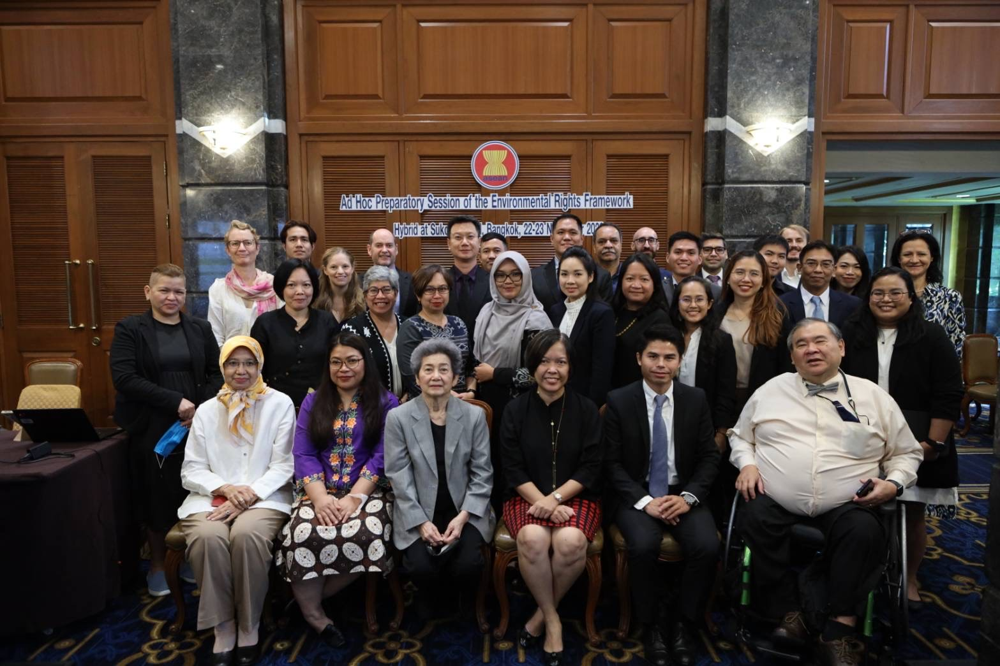 asean
Ad Hoc Preparatory Session of the Environmental Rights Framework
Hybrid at Bangkok, 22-23